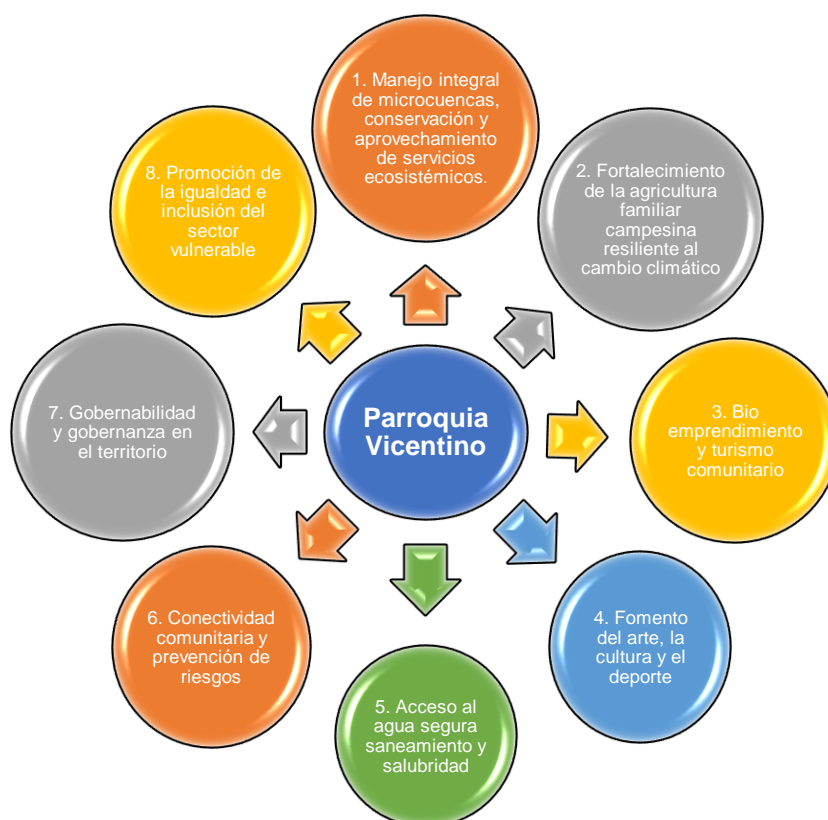 1. Manejo integral
de microcuencas,
conservación y
aprovechamiento
de servicios
ecosistémicos.
2. Fortalecimiento
de la agricultura
familiar
campesina
resiliente al
cambio climático
3. Bio
emprendimiento
y turismo
comunitario
4. Fomento
del arte, la
cultura y el
deporte
5. Acceso al
agua segura
saneamiento y
salubridad
6. Conectividad
comunitaria y
prevención de
riesgos
7. Gobernabilidad
y gobernanza en
el territorio
8. Promoción de
la igualdad e
inclusión del
sector
vulnerable
Parroquia
Vicentino